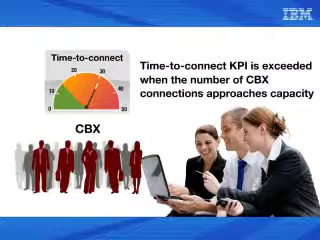 IBM
Time-to-connect
20 30
10 40
0 50
Time-to-connect KPI is exceeded
when the number of CBX
connections approaches capacity
CBX